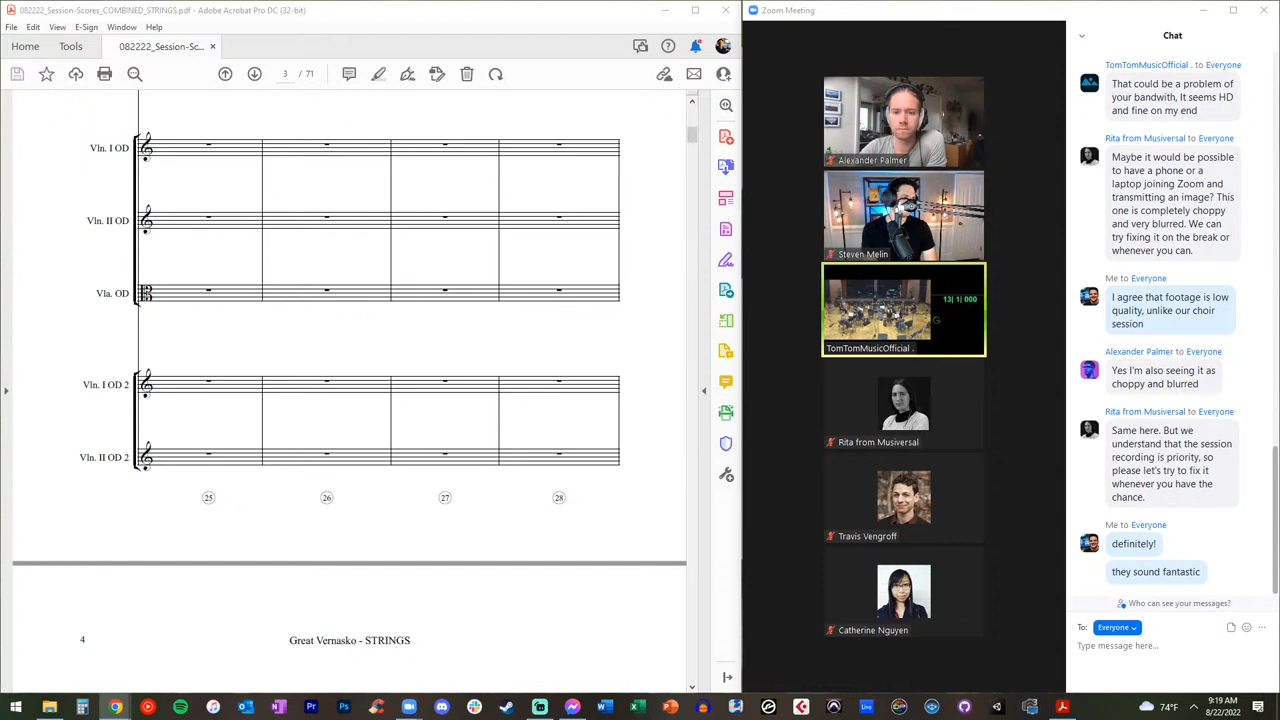 082222_Session-Scores_COMBINED_STRINGS.pdf - Adobe Acrobat Pro DC (32-bit)
File Edit View E-Sign Window Help
Home Tools 082222_Session-Sc...
3 / 71
Vln. I OD
Vln. II OD
Vla. OD
Vln. I OD 2
Vln. II OD 2
25 26 27 28
4 Great Vernasko - STRINGS
Zoom Meeting
Alexander Palmer
Steven Melin
13| 1| 000
G
TomTomMusicOfficial .
Rita from Musiversal
Travis Vengroff
Catherine Nguyen
Chat
TomTomMusicOfficial . to Everyone
That could be a problem of
your bandwith, It seems HD
and fine on my end
Rita from Musiversal to Everyone
Maybe it would be possible
to have a phone or a
laptop joining Zoom and
transmitting an image? This
one is completely choppy
and very blurred. We can
try fixing it on the break or
whenever you can.
Me to Everyone
I agree that footage is low
quality, unlike our choir
session
Alexander Palmer to Everyone
Yes I'm also seeing it as
choppy and blurred
Rita from Musiversal to Everyone
Same here. But we
understand that the session
recording is priority, so
please let's try to fix it
whenever you have the
chance.
Me to Everyone
definitely!
they sound fantastic
Who can see your messages?
To: Everyone
Type message here...
Pr Ps Live
74°F
9:19 AM
8/22/2022